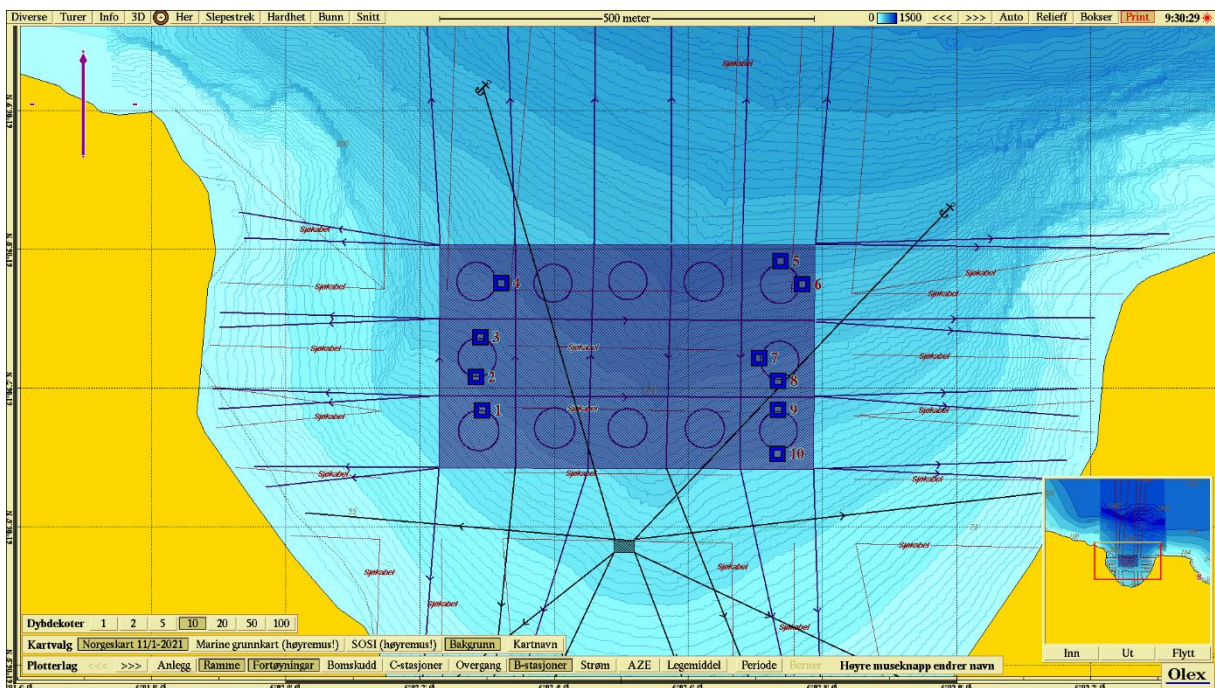 Diverse Turer Info 3D Her Slepestrek Hardhet Bunn Snitt 500 meter 0 1500 <<< >>> Auto Relieff Bokser Print 9:30:29
Sjøkabel
100
Sjøkabel
5
Sjøkabel 4 6 Sjøkabel
3
Sjøkabel Sjøkabel 7 Sjøkabel
2 8
1 Sjøkabel 9
Sjøkabel Sjøkabel 10 Sjøkabel
55
Sjøkabel Sjøkabel
Sjøkabel Sjøkabel
Dybdekoter 1 2 5 10 20 50 100
Kartvalg Norgeskart 11/1-2021 Marine grunnkart (høyremus!) SOSI (høyremus!) Bakgrunn Kartnavn
Inn Ut Flytt
Plotterlag <<< >>> Anlegg Ramme Fortøyningar Bomskudd C-stasjoner Overgang B-stasjoner Strøm AZE Legemiddel Periode Berner Høyre museknapp endrer navn
Olex